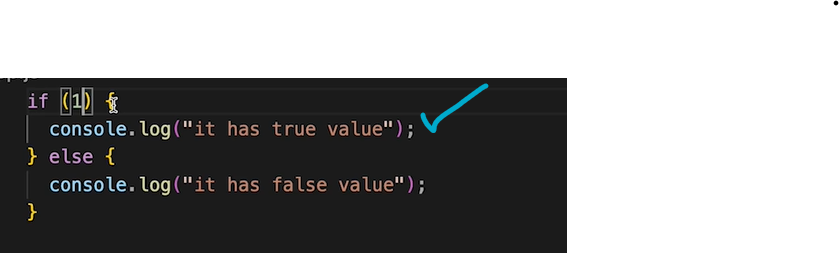 if (1) {
console.log("it has true value");
} else {
console.log("it has false value");
}